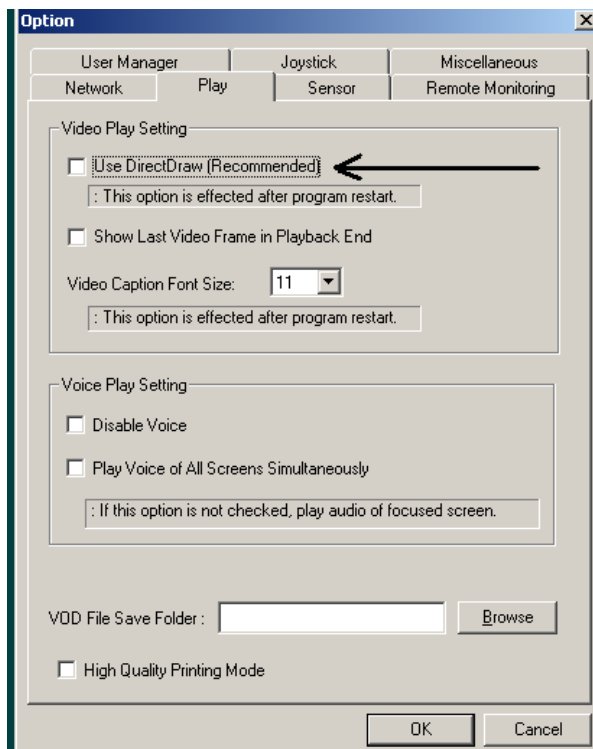 Option
User Manager Joystick Miscellaneous
Network Play Sensor Remote Monitoring
Video Play Setting
Use DirectDraw (Recommended)
: This option is effected after program restart.
Show Last Video Frame in Playback End
Video Caption Font Size: 11
: This option is effected after program restart.
Voice Play Setting
Disable Voice
Play Voice of All Screens Simultaneously
: If this option is not checked, play audio of focused screen.
VOD File Save Folder : Browse
High Quality Printing Mode
OK Cancel